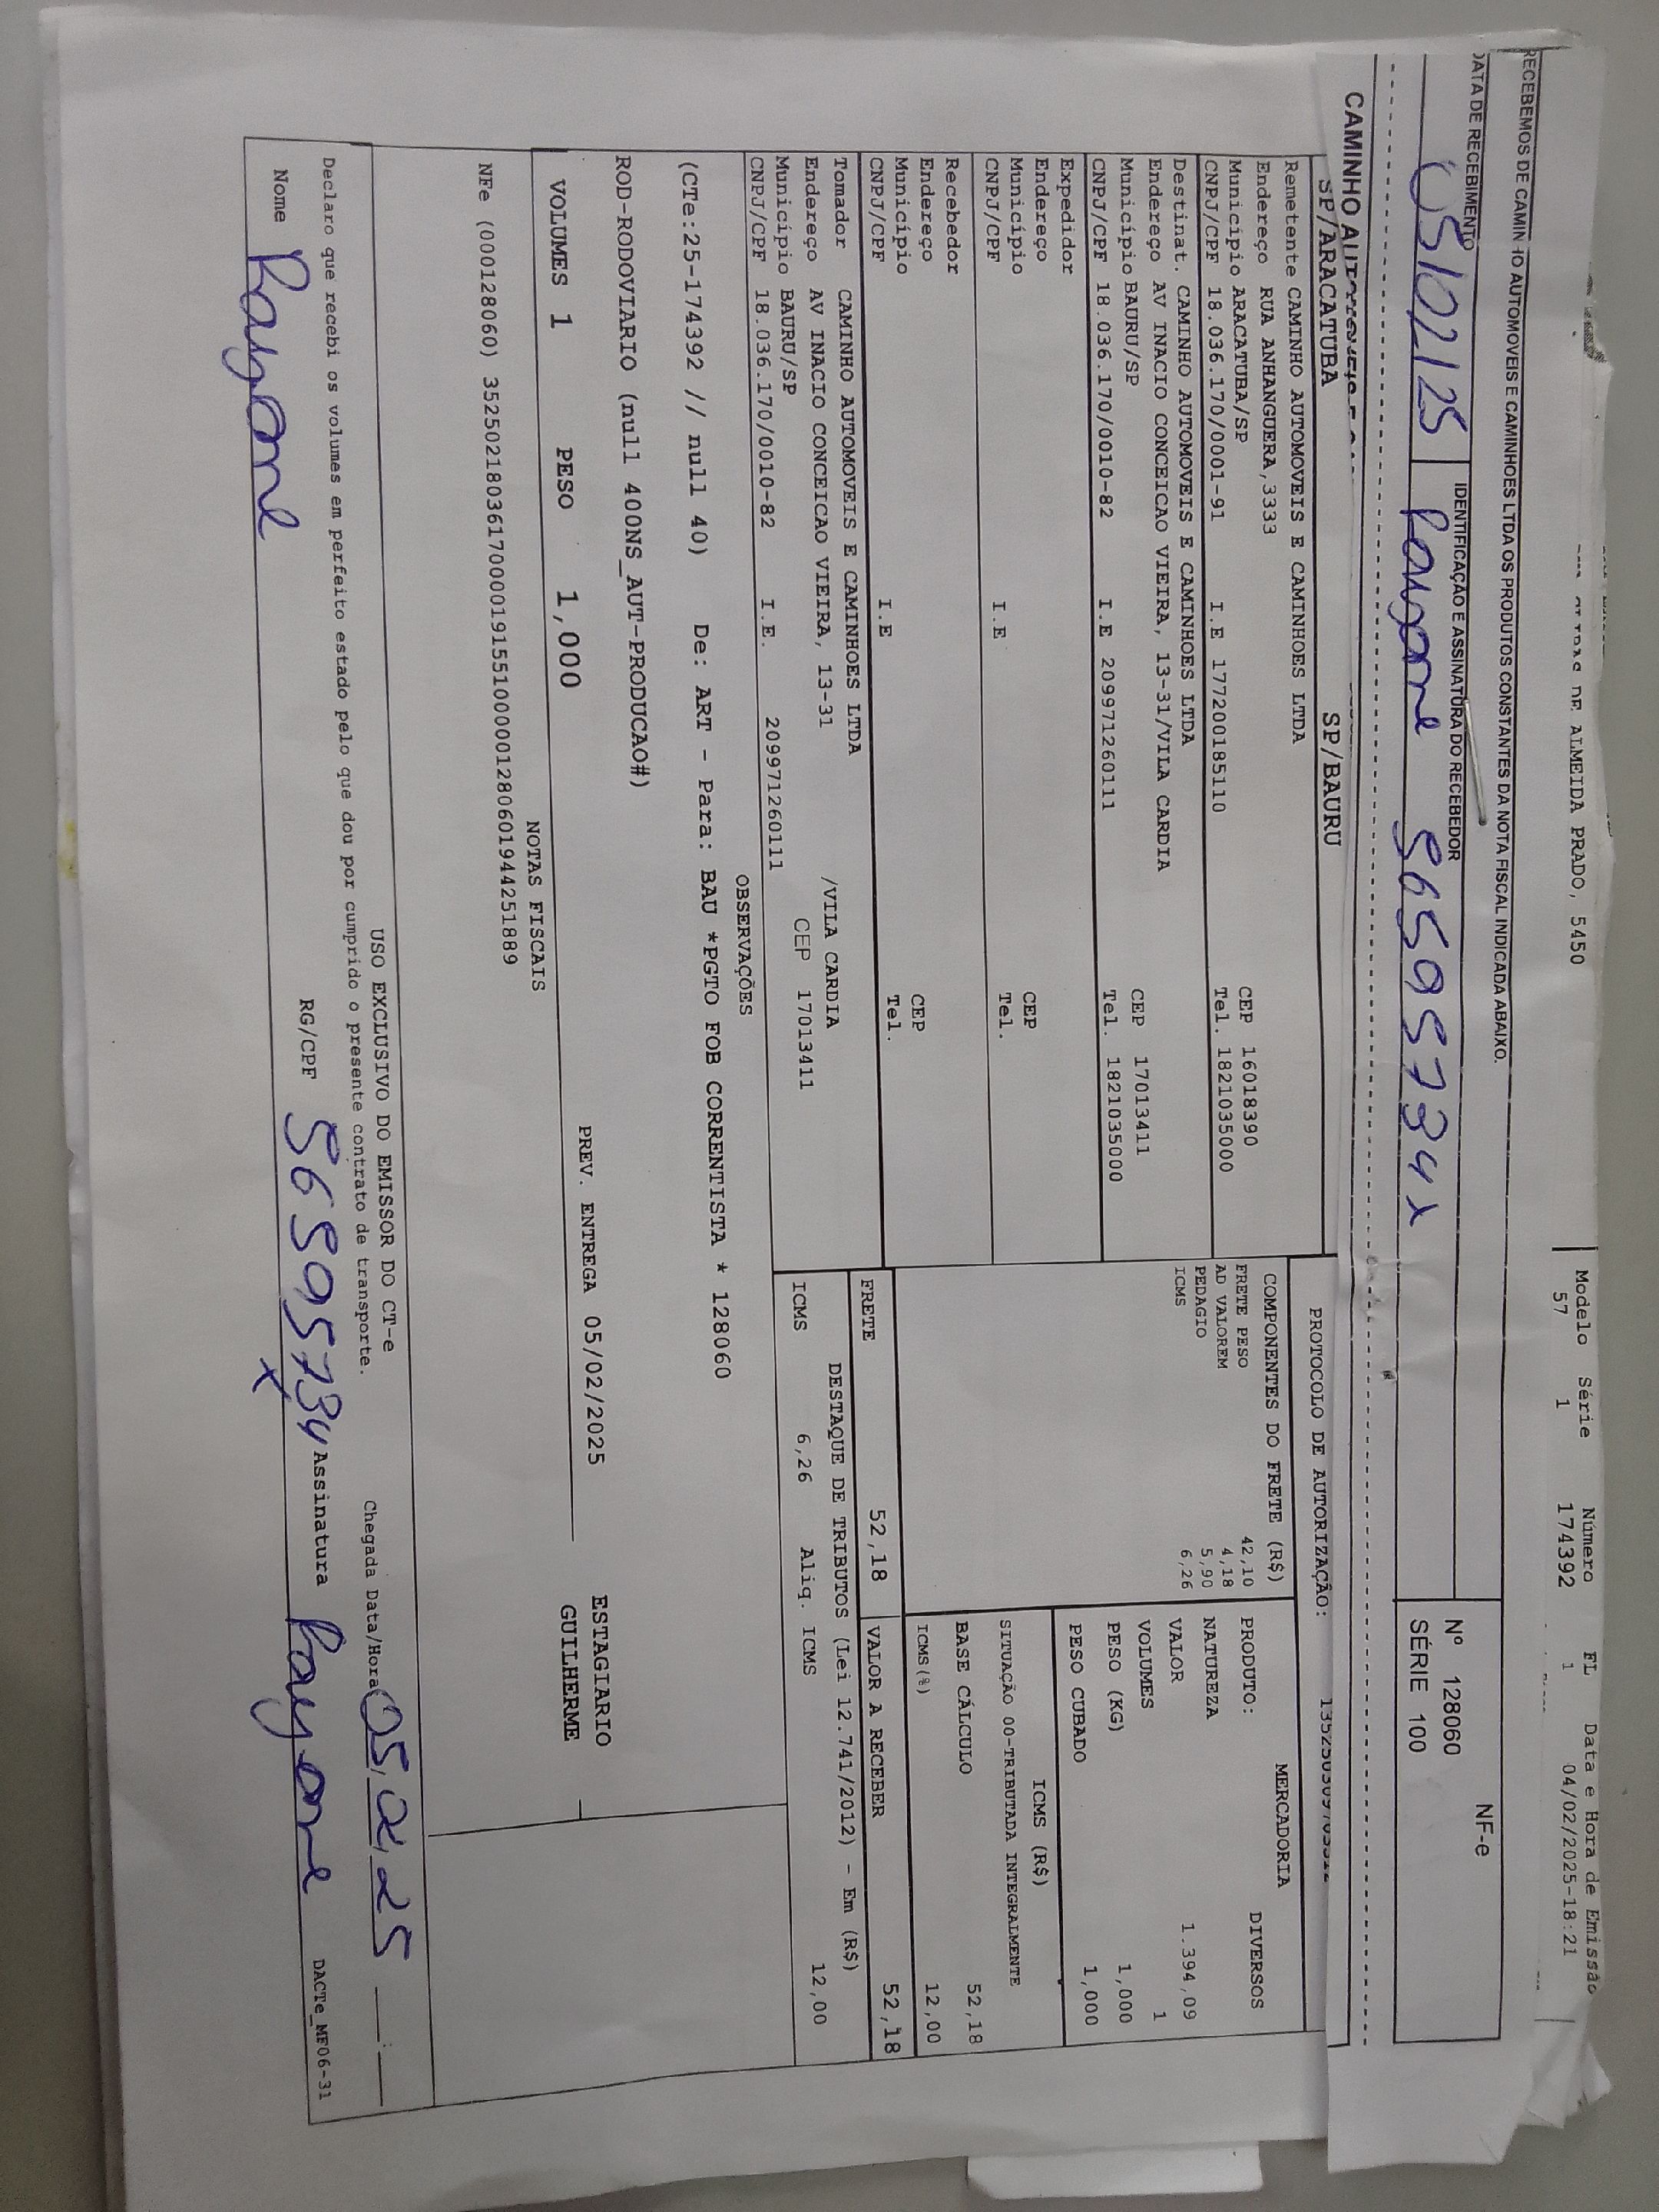 DE ALMEIDA PRADO, 5450
Modelo Série Número FL Data e Hora de Emissão
57 1 174392 1 04/02/2025-18:21
RECEBEMOS DE CAMINHO AUTOMOVEIS E CAMINHOES LTDA OS PRODUTOS CONSTANTES DA NOTA FISCAL INDICADA ABAIXO.
NF-e
DATA DE RECEBIMENTO
IDENTIFICAÇÃO E ASSINATURA DO RECEBEDOR
Nº 128060
SÉRIE 100
05/02/25 Rayone 56595734x
CAMINHO AUTOMOVEIS E
SP/ARACATUBA SP/BAURU
PROTOCOLO DE AUTORIZAÇÃO:
Remetente CAMINHO AUTOMOVEIS E CAMINHOES LTDA
Endereço RUA ANHANGUERA,3333
Município ARACATUBA/SP CEP 16018390
CNPJ/CPF 18.036.170/0001-91 I.E 177200185110 Tel. 1821035000
Destinat. CAMINHO AUTOMOVEIS E CAMINHOES LTDA
Endereço AV INACIO CONCEICAO VIEIRA, 13-31/VILA CARDIA
Município BAURU/SP CEP 17013411
CNPJ/CPF 18.036.170/0010-82 I.E 209971260111 Tel. 1821035000
Expedidor
Endereço
Município CEP
CNPJ/CPF I.E Tel.
Recebedor
Endereço
Município CEP
CNPJ/CPF I.E Tel.
Tomador CAMINHO AUTOMOVEIS E CAMINHOES LTDA
Endereço AV INACIO CONCEICAO VIEIRA, 13-31 /VILA CARDIA
Município BAURU/SP CEP 17013411
CNPJ/CPF 18.036.170/0010-82 I.E. 209971260111
COMPONENTES DO FRETE (R$)
FRETE PESO 42,10
AD VALOREM 4,18
PEDAGIO 5,90
ICMS 6,26
MERCADORIA
PRODUTO: DIVERSOS
NATUREZA
VALOR 1.394,09
VOLUMES 1
PESO (KG) 1,000
PESO CUBADO 1,000
ICMS (R$)
SITUAÇÃO 00-TRIBUTADA INTEGRALMENTE
BASE CÁLCULO 52,18
ICMS(%) 12,00
FRETE 52,18 VALOR A RECEBER 52,18
DESTAQUE DE TRIBUTOS (Lei 12.741/2012) - Em (R$)
ICMS 6,26 Aliq. ICMS 12,00
OBSERVAÇÕES
(CTe:25-174392 // null 40) De: ART - Para: BAU *PGTO FOB CORRENTISTA * 128060
ROD-RODOVIARIO (null 400NS_AUT-PRODUCAO#)
VOLUMES 1 PESO 1,000 PREV. ENTREGA 05/02/2025
ESTAGIARIO
GUILHERME
NOTAS FISCAIS
NFe (000128060) 35250218036170000191551000001280601944251889
USO EXCLUSIVO DO EMISSOR DO CT-e
Declaro que recebi os volumes em perfeito estado pelo que dou por cumprido o presente contrato de transporte.
Chegada Data/Hora 05,02,25 __:__
Nome Rayone RG/CPF 56595734x Assinatura Rayone
DACTe_MF06-31